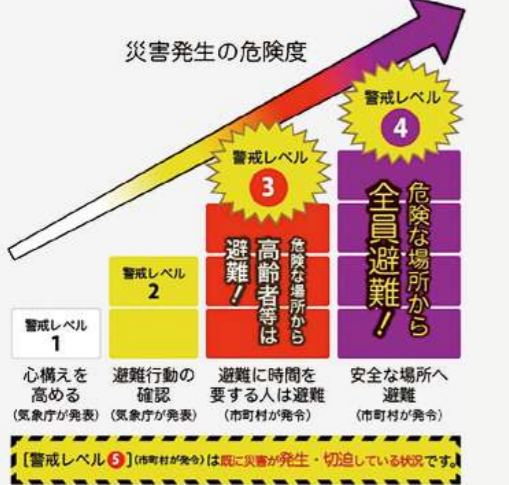 災害発生の危険度
警戒レベル
4
危険な場所から
全員避難！
警戒レベル
3
危険な場所から
高齢者等は
避難！
警戒レベル
2
警戒レベル
1
心構えを
高める
(気象庁が発表)
避難行動の
確認
(気象庁が発表)
避難に時間を
要する人は避難
(市町村が発令)
安全な場所へ
避難
(市町村が発令)
[警戒レベル5](市町村が発令)は既に災害が発生・切迫している状況です。